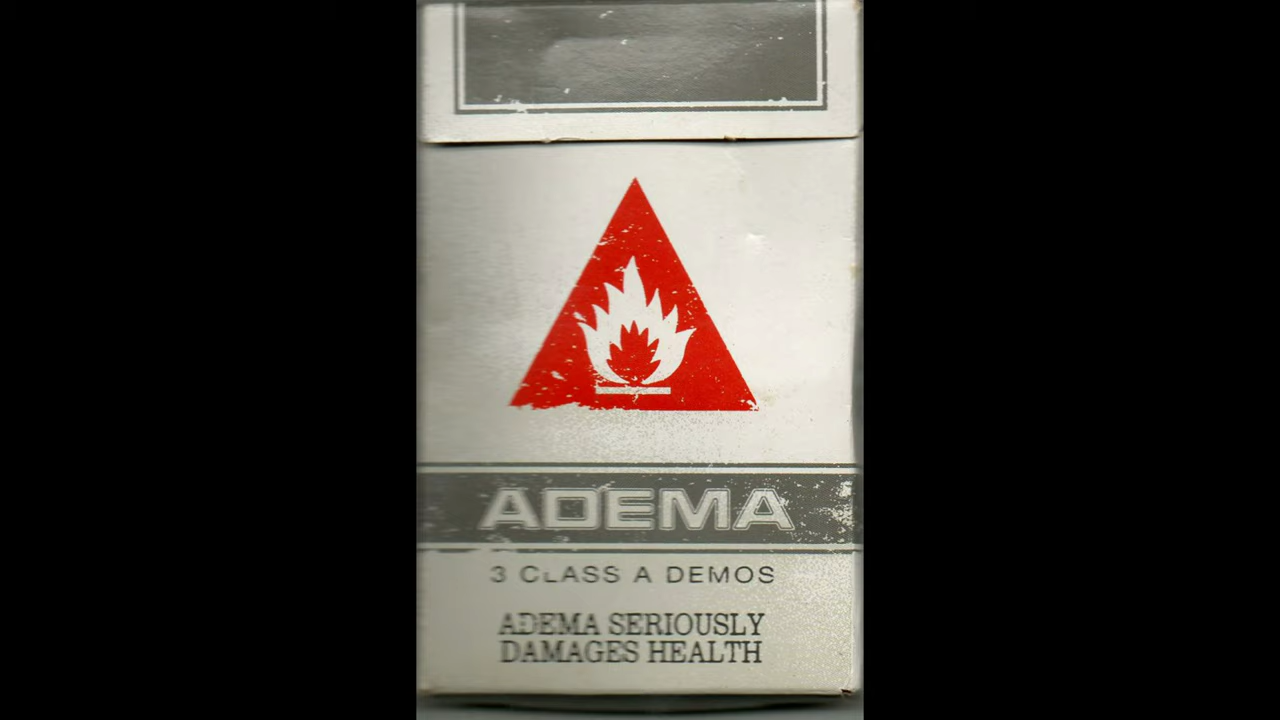 ADEMA
3 CLASS A DEMOS
ADEMA SERIOUSLY
DAMAGES HEALTH